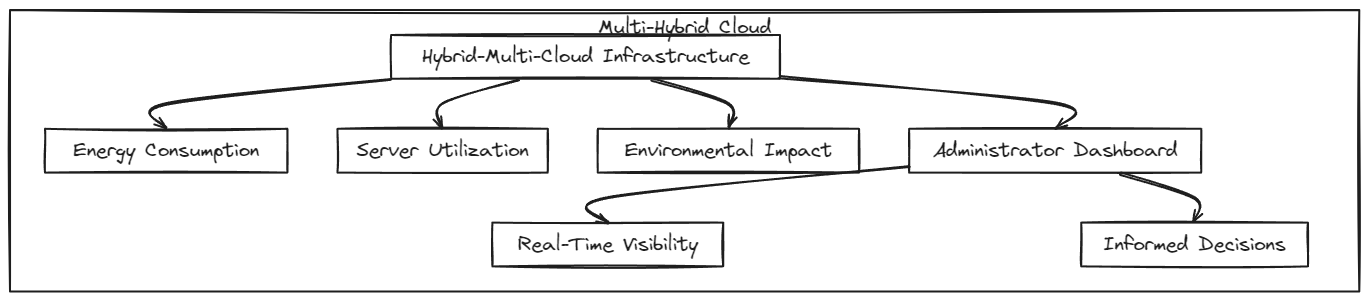 Multi-Hybrid Cloud
Hybrid-Multi-Cloud Infrastructure
Energy Consumption
Server Utilization
Environmental Impact
Administrator Dashboard
Real-Time Visibility
Informed Decisions